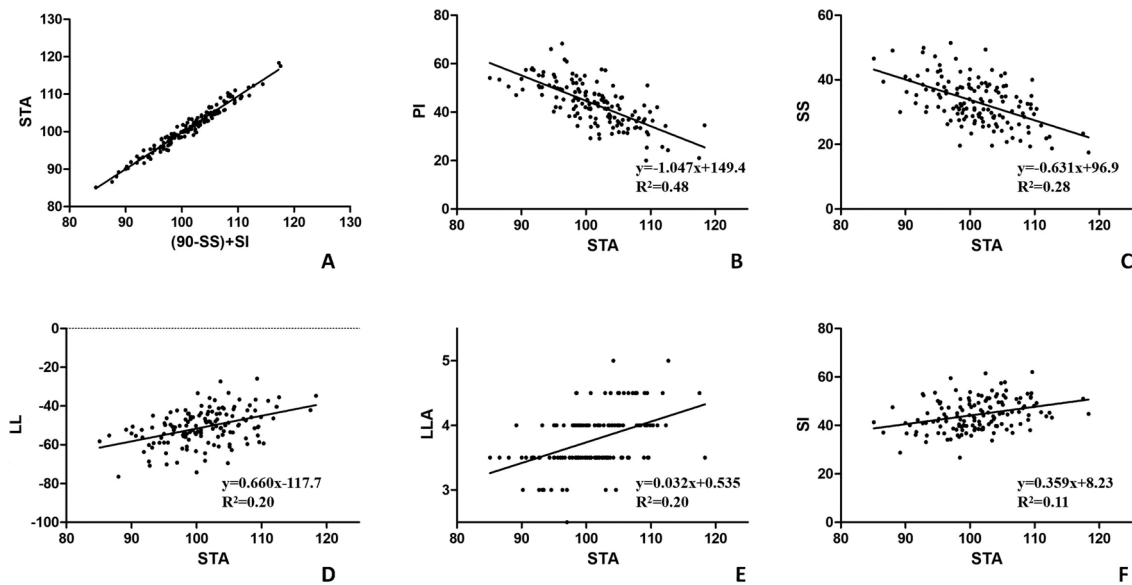 130
120
110
100
90
80
STA
80 90 100 110 120 130
(90-SS)+SI
A
80
60
40
20
0
PI
80 90 100 110 120
STA
y=-1.047x+149.4
R²=0.48
B
60
40
20
0
SS
80 90 100 110 120
STA
y=-0.631x+96.9
R²=0.28
C
0
-20
-40
-60
-80
-100
LL
80 90 100 110 120
STA
y=0.660x-117.7
R²=0.20
D
5
4
3
LLA
80 90 100 110 120
STA
y=0.032x+0.535
R²=0.20
E
80
60
40
20
0
SI
80 90 100 110 120
STA
y=0.359x+8.23
R²=0.11
F